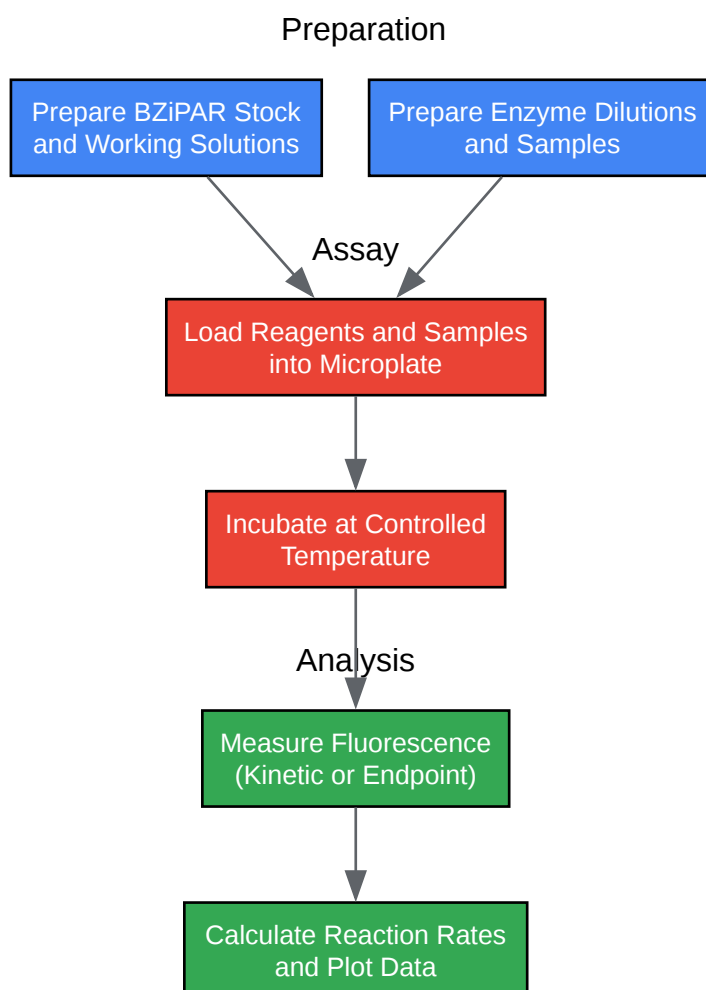 Preparation
Prepare BZiPAR Stock
and Working Solutions
Prepare Enzyme Dilutions
and Samples
Assay
Load Reagents and Samples
into Microplate
Incubate at Controlled
Temperature
Analysis
Measure Fluorescence
(Kinetic or Endpoint)
Calculate Reaction Rates
and Plot Data